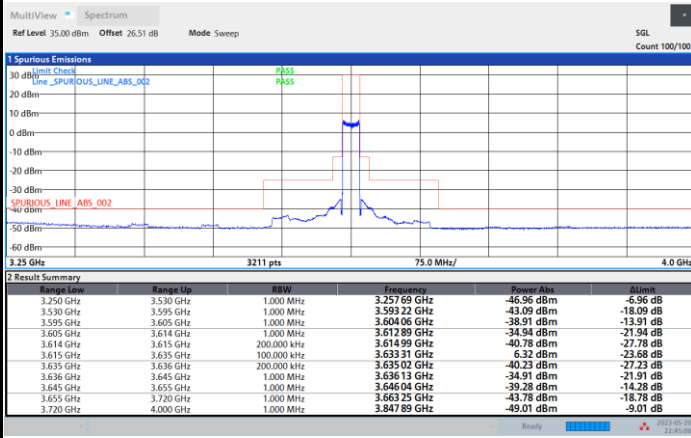 MultiView Spectrum
Ref Level 35.00 dBm Offset 26.51 dB Mode Sweep SGL
Count 100/100
1 Spurious Emissions
30 dBm Limit Check PASS
Line _SPURIOUS_LINE_ABS_002 PASS
20 dBm
10 dBm
0 dBm
-10 dBm
-20 dBm
-30 dBm
SPURIOUS_LINE_ABS_002
-40 dBm
-50 dBm
-60 dBm
3.25 GHz 3211 pts 75.0 MHz/ 4.0 GHz
2 Result Summary
Range Low Range Up RBW Frequency Power Abs ΔLimit
3.250 GHz 3.530 GHz 1.000 MHz 3.257 69 GHz -46.96 dBm -6.96 dB
3.530 GHz 3.595 GHz 1.000 MHz 3.593 22 GHz -43.09 dBm -18.09 dB
3.595 GHz 3.605 GHz 1.000 MHz 3.604 06 GHz -38.91 dBm -13.91 dB
3.605 GHz 3.614 GHz 1.000 MHz 3.612 89 GHz -34.94 dBm -21.94 dB
3.614 GHz 3.615 GHz 200.000 kHz 3.614 99 GHz -40.78 dBm -27.78 dB
3.615 GHz 3.635 GHz 100.000 kHz 3.633 31 GHz 6.32 dBm -23.68 dB
3.635 GHz 3.636 GHz 200.000 kHz 3.635 02 GHz -40.23 dBm -27.23 dB
3.636 GHz 3.645 GHz 1.000 MHz 3.636 13 GHz -34.91 dBm -21.91 dB
3.645 GHz 3.655 GHz 1.000 MHz 3.646 04 GHz -39.28 dBm -14.28 dB
3.655 GHz 3.720 GHz 1.000 MHz 3.663 25 GHz -43.78 dBm -18.78 dB
3.720 GHz 4.000 GHz 1.000 MHz 3.847 89 GHz -49.01 dBm -9.01 dB
Ready 2023-05-20
22:45:08